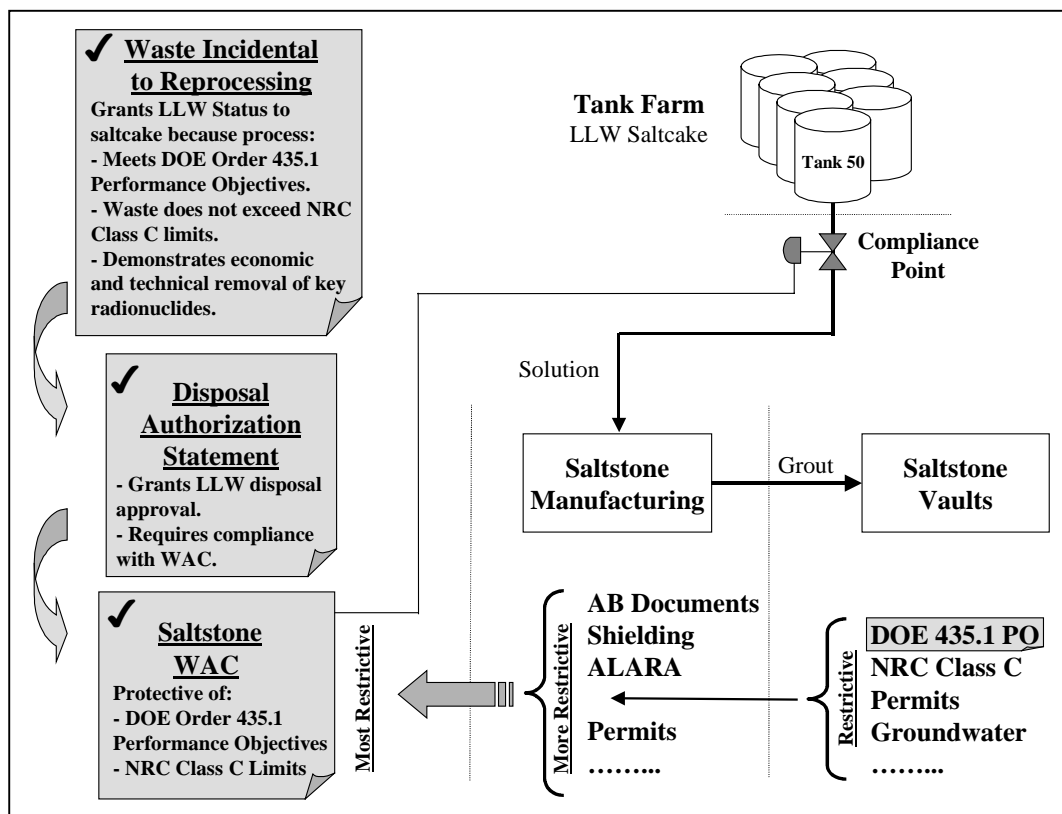 ✓ Waste Incidental
to Reprocessing
Grants LLW Status to
saltcake because process:
- Meets DOE Order 435.1
Performance Objectives.
- Waste does not exceed NRC
Class C limits.
- Demonstrates economic
and technical removal of key
radionuclides.
✓
Disposal
Authorization
Statement
- Grants LLW disposal
approval.
- Requires compliance
with WAC.
✓
Saltstone
WAC
Protective of:
- DOE Order 435.1
Performance Objectives
- NRC Class C Limits
Tank Farm
LLW Saltcake
Tank 50
Compliance
Point
Solution
Saltstone
Manufacturing
Grout
Saltstone
Vaults
Most Restrictive
More Restrictive
AB Documents
Shielding
ALARA
Permits
……...
Restrictive
DOE 435.1 PO
NRC Class C
Permits
Groundwater
……...